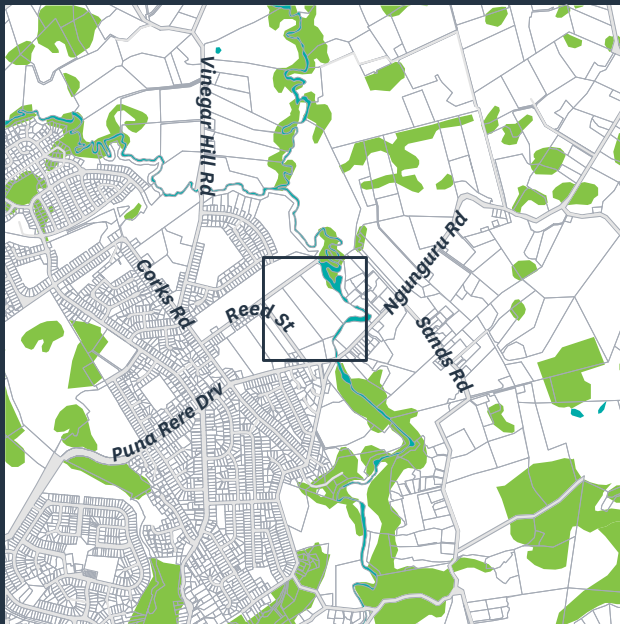 Vinegar Hill Rd
Ngunguru Rd
Corks Rd
Reed St
Sands Rd
Puna Rere Drv